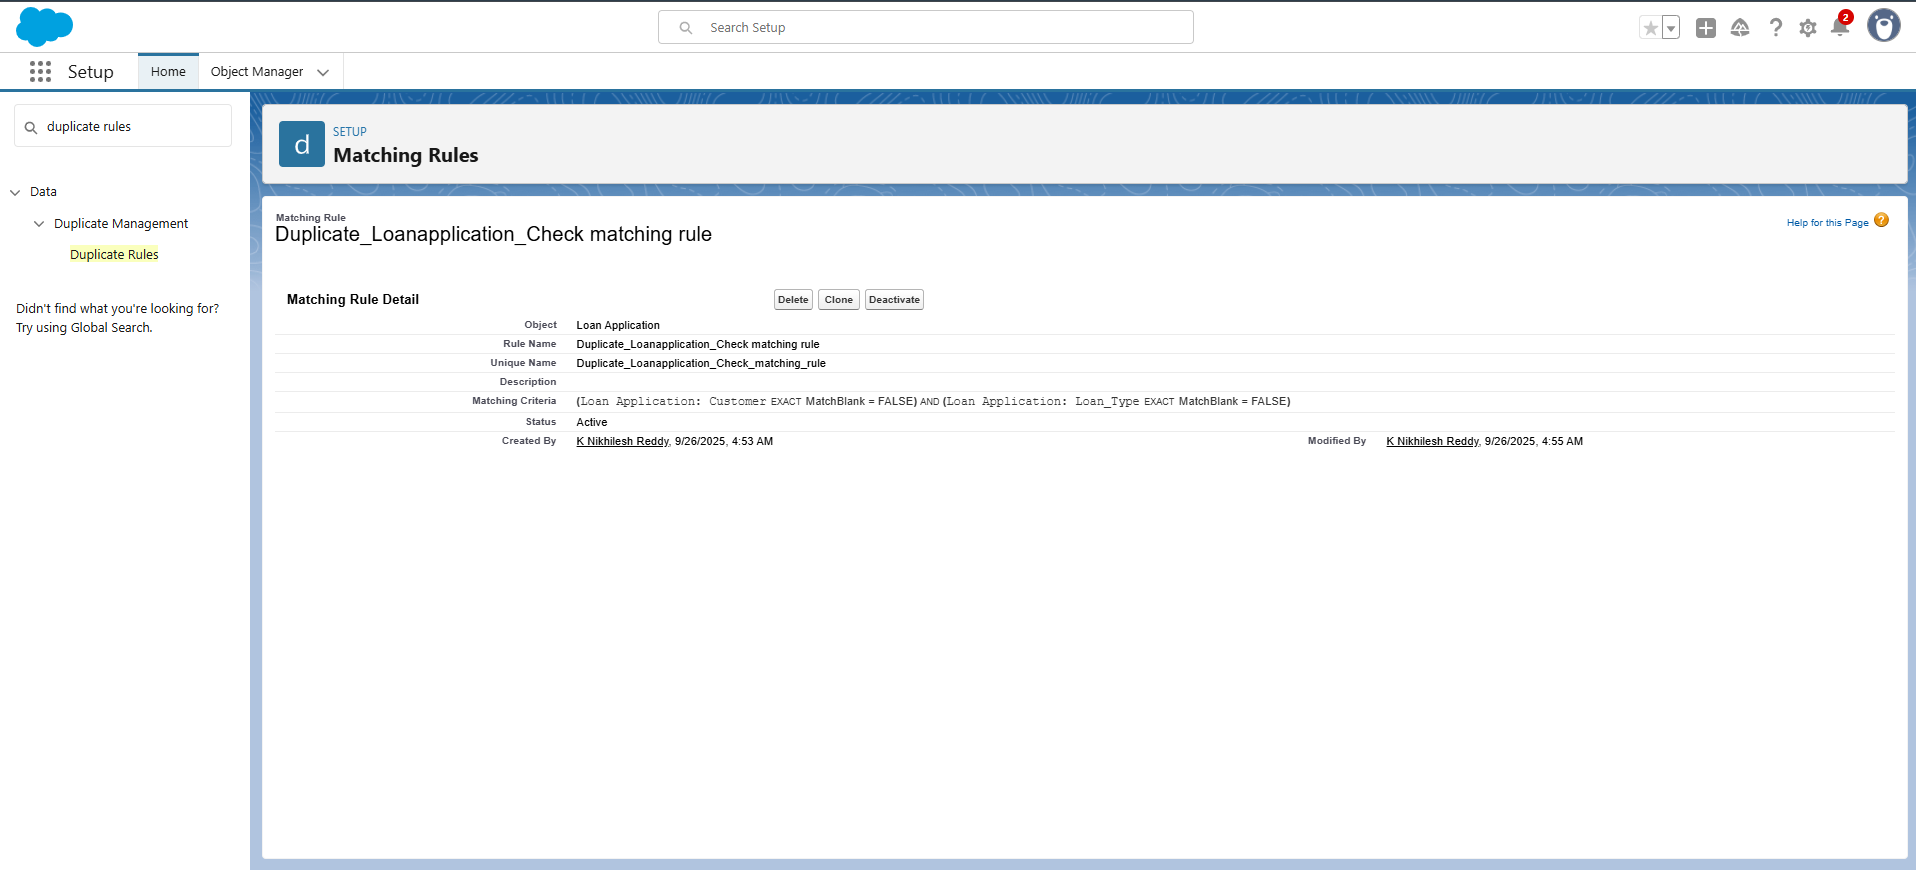 Search Setup
2
Setup
Home
Object Manager
duplicate rules
Data
Duplicate Management
Duplicate Rules
Didn't find what you're looking for?
Try using Global Search.
d
SETUP
Matching Rules
Matching Rule
Duplicate_Loanapplication_Check matching rule
Help for this Page ?
Matching Rule Detail
Delete Clone Deactivate
Object Loan Application
Rule Name Duplicate_Loanapplication_Check matching rule
Unique Name Duplicate_Loanapplication_Check_matching_rule
Description
Matching Criteria (Loan Application: Customer EXACT MatchBlank = FALSE) AND (Loan Application: Loan_Type EXACT MatchBlank = FALSE)
Status Active
Created By K Nikhilesh Reddy, 9/26/2025, 4:53 AM Modified By K Nikhilesh Reddy, 9/26/2025, 4:55 AM